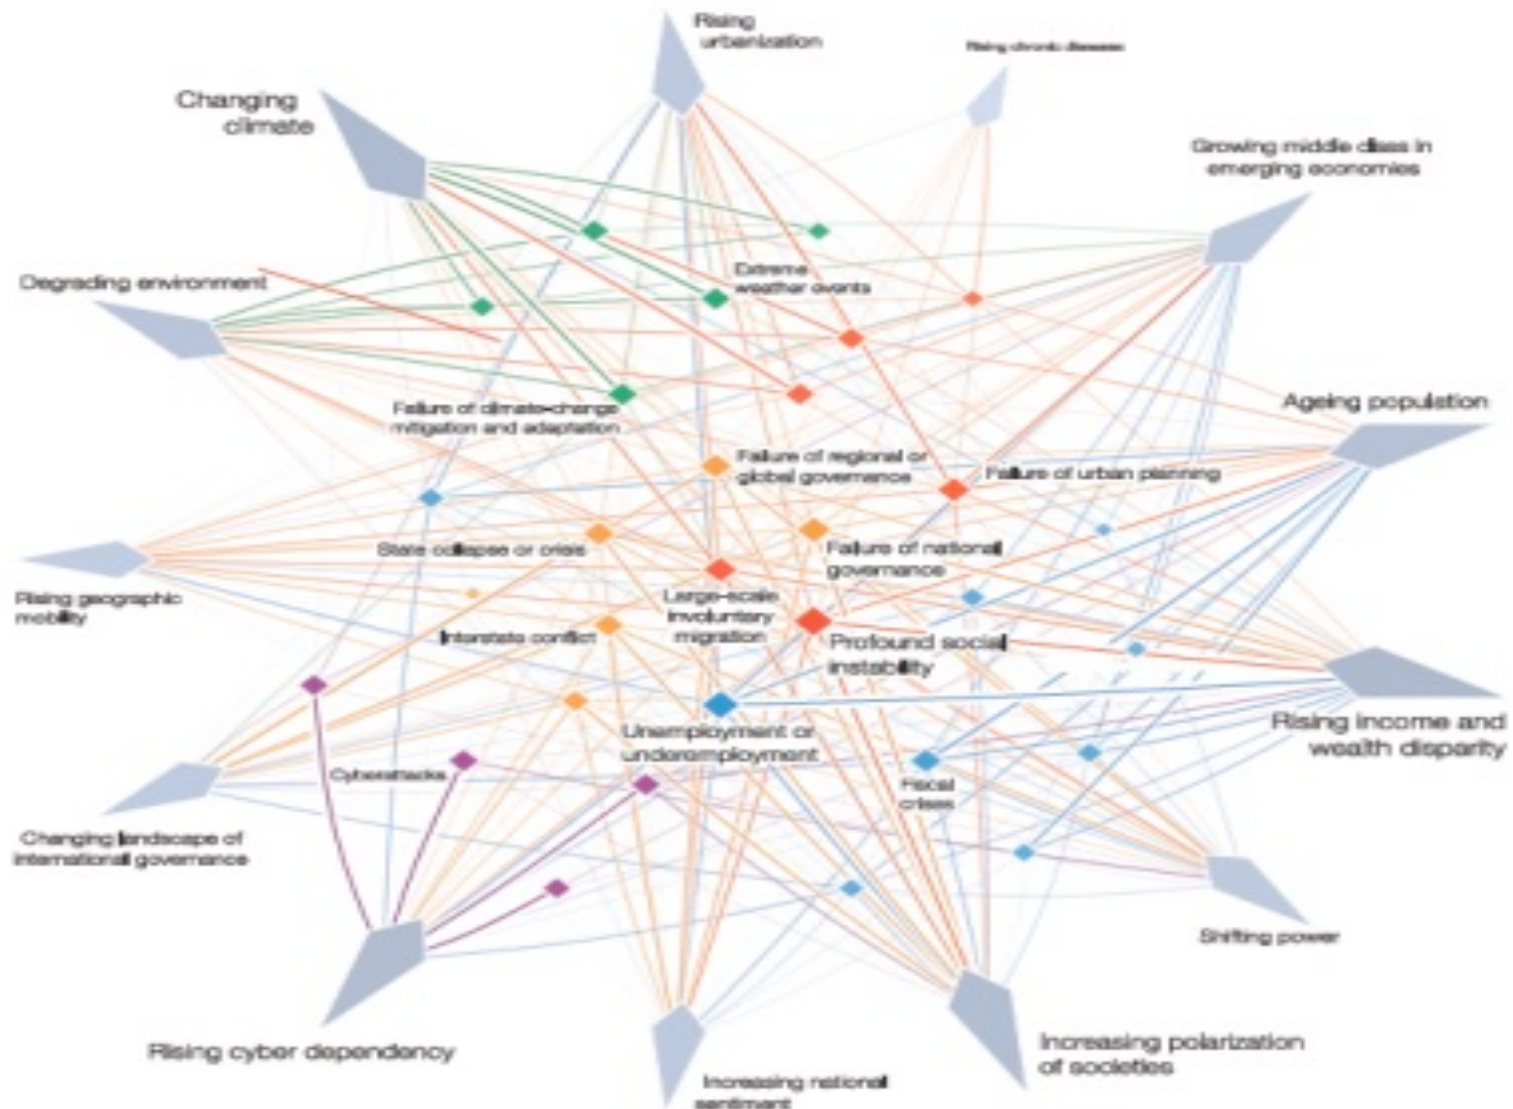 Rising
urbanization
Rising chronic diseases
Changing
climate
Growing middle class in
emerging economies
Degrading environment
Extreme
weather events
Ageing population
Failure of climate-change
mitigation and adaptation
Failure of regional or
global governance
Failure of urban planning
State collapse or crisis
Failure of national
governance
Rising geographic
mobility
Large-scale
involuntary
migration
Interstate conflict
Profound social
instability
Unemployment or
underemployment
Rising income and
wealth disparity
Cyberattacks
Fiscal
crises
Changing landscape of
international governance
Shifting power
Rising cyber dependency
Increasing polarization
of societies
Increasing national
sentiment